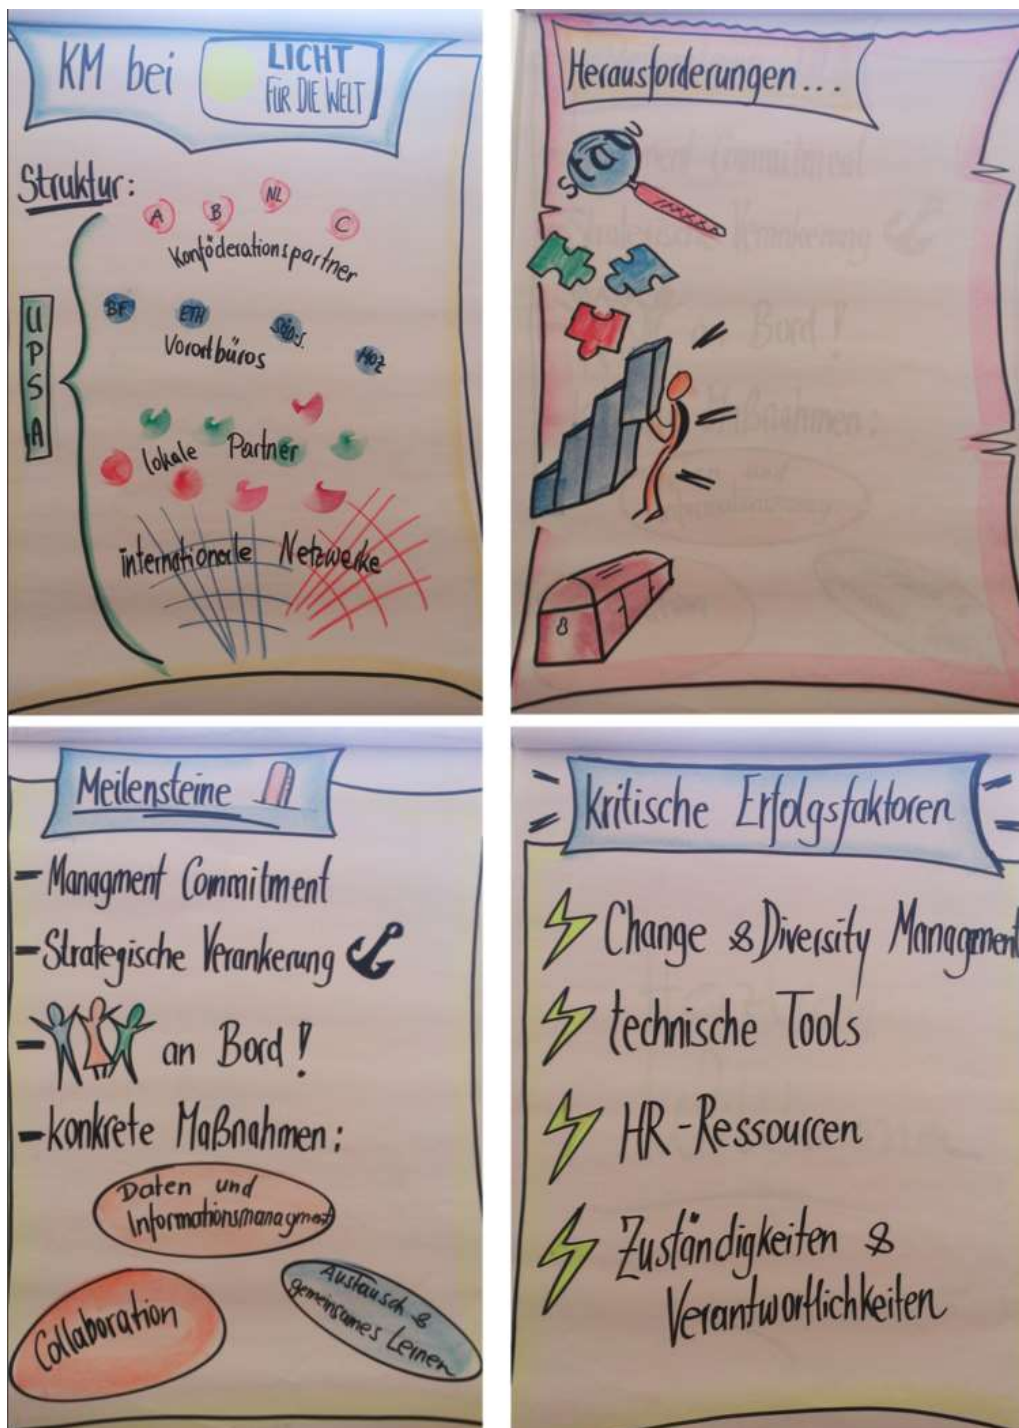 KM bei
LICHT
FÜR DIE WELT
Struktur:
A B NL C
Konföderationspartner
UPSA
BF ETH Moz
Vorortbüros
lokale Partner
internationale Netzwerke
Herausforderungen...
Stau
Meilensteine
- Managment Commitment
- Strategische Verankerung
- an Bord!
- konkrete Maßnahmen:
Daten und
Informationsmanagment
Collaboration
Austausch &
gemeinsames Lernen
kritische Erfolgsfaktoren
Change & Diversity Management
technische Tools
HR-Ressourcen
Zuständigkeiten &
Verantwortlichkeiten